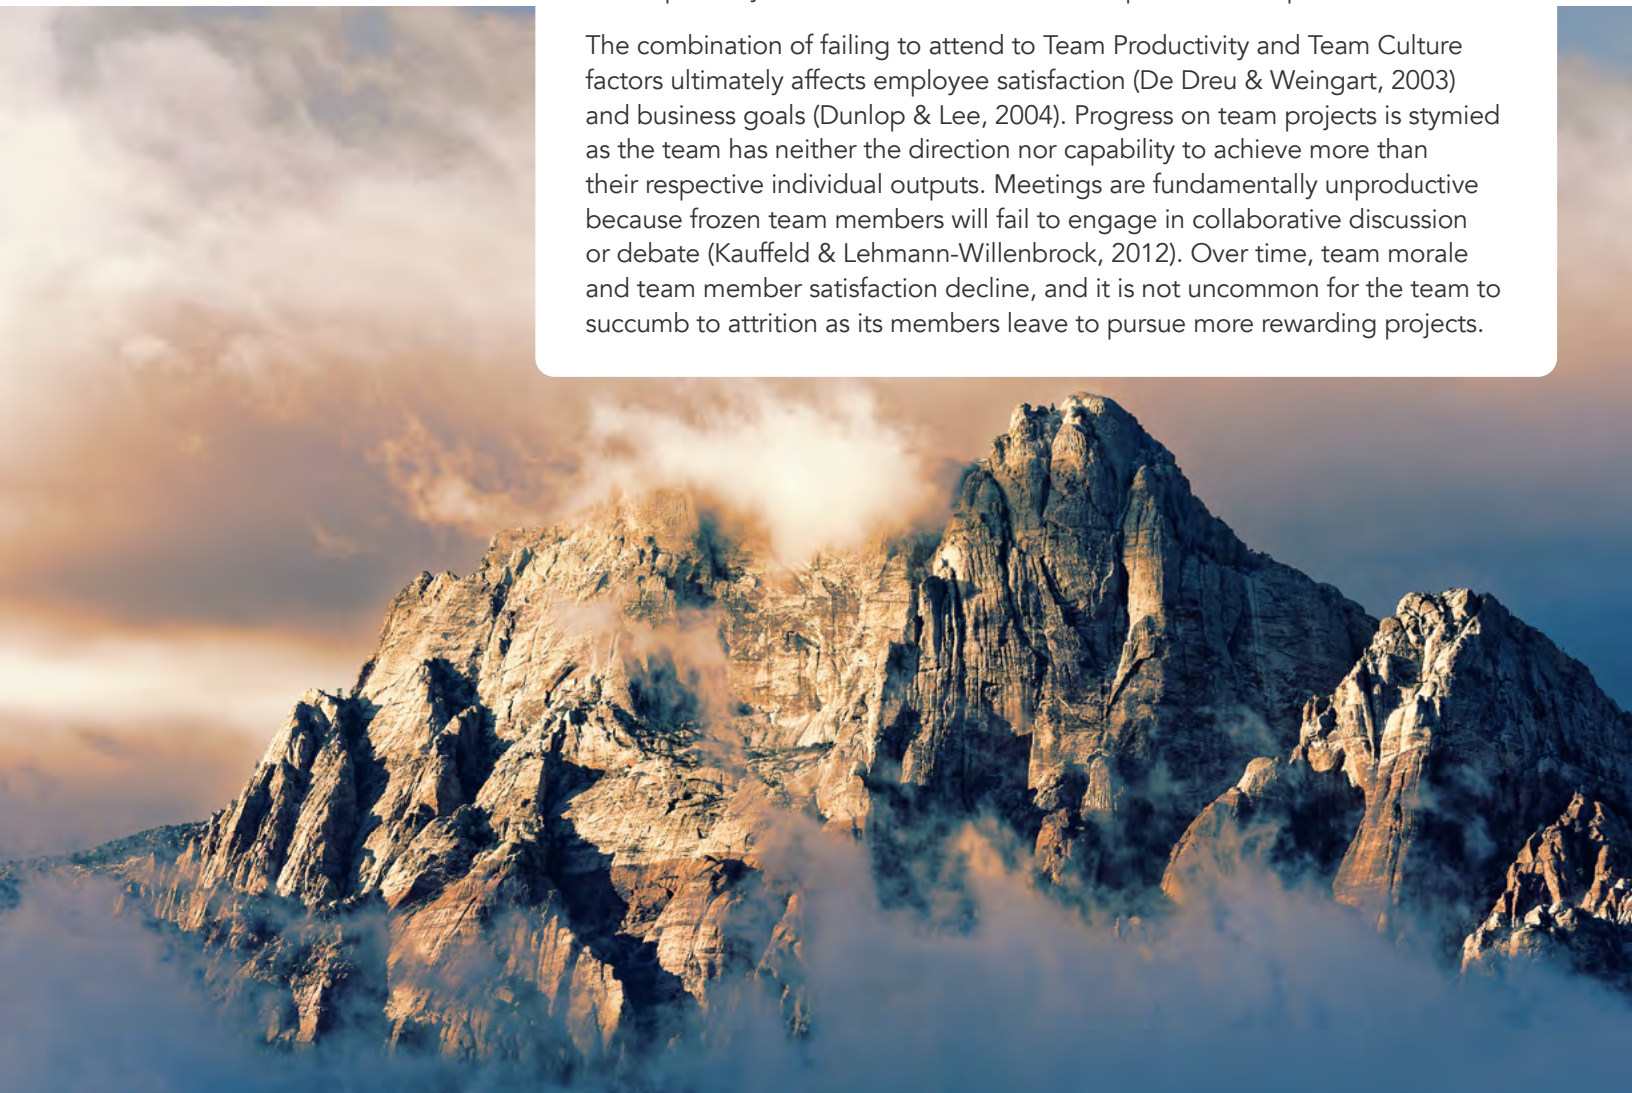 The combination of failing to attend to Team Productivity and Team Culture
factors ultimately affects employee satisfaction (De Dreu & Weingart, 2003)
and business goals (Dunlop & Lee, 2004). Progress on team projects is stymied
as the team has neither the direction nor capability to achieve more than
their respective individual outputs. Meetings are fundamentally unproductive
because frozen team members will fail to engage in collaborative discussion
or debate (Kauffeld & Lehmann-Willenbrock, 2012). Over time, team morale
and team member satisfaction decline, and it is not uncommon for the team to
succumb to attrition as its members leave to pursue more rewarding projects.